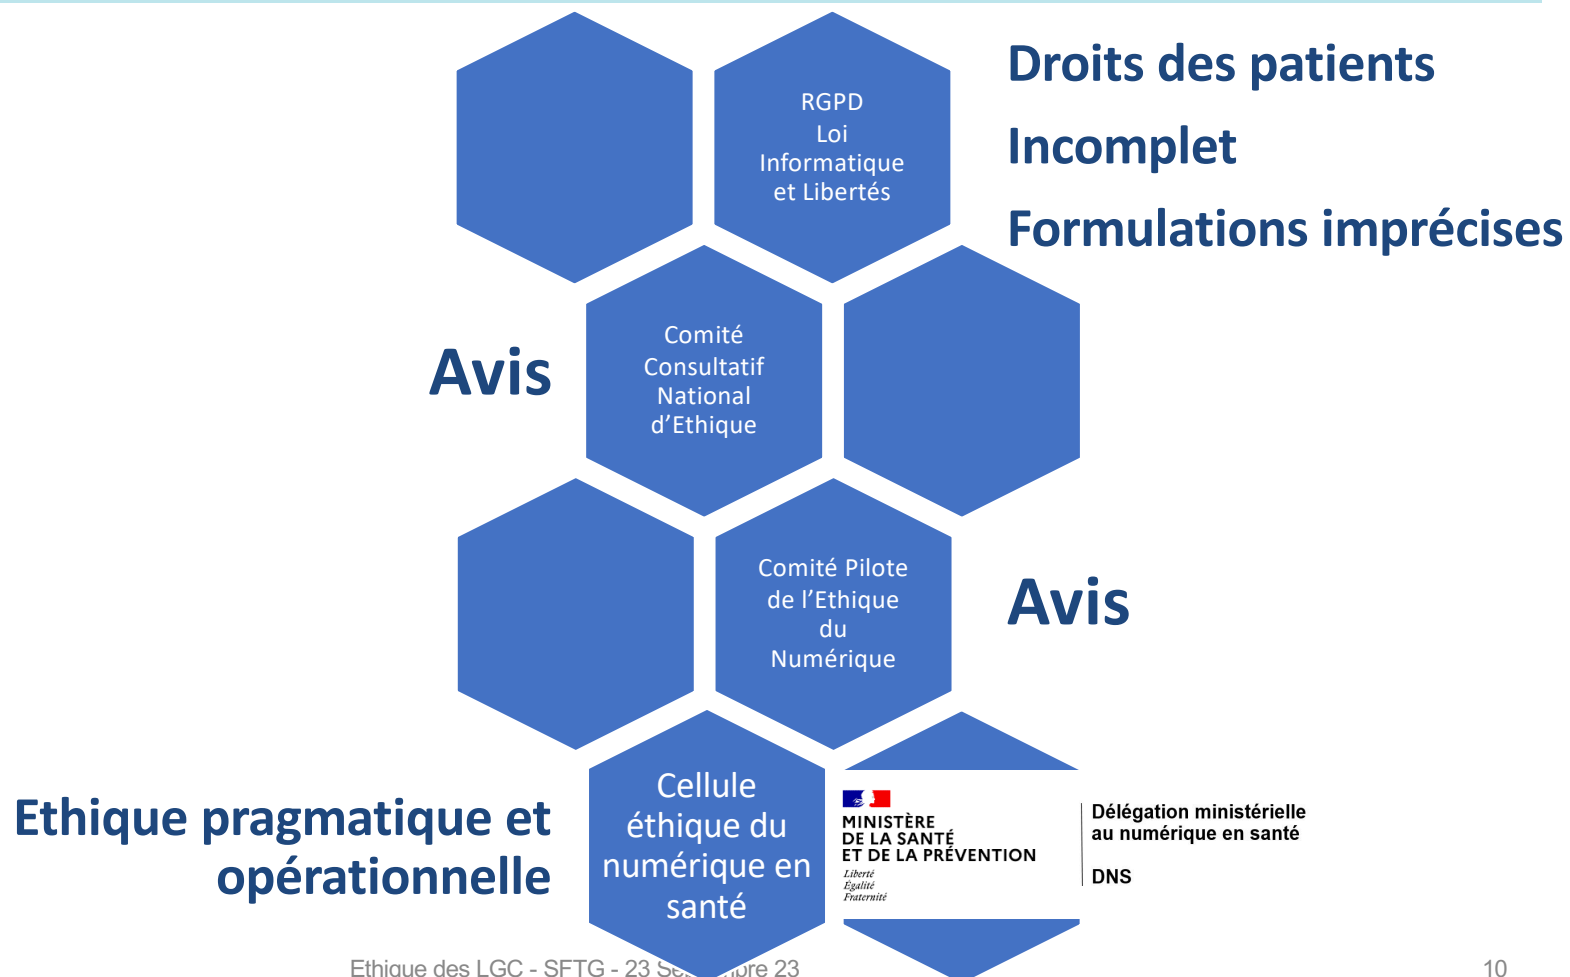 RGPD
Loi
Informatique
et Libertés
Droits des patients
Incomplet
Formulations imprécises
Avis
Comité
Consultatif
National
d’Ethique
Comité Pilote
de l’Ethique
du
Numérique
Avis
Ethique pragmatique et
opérationnelle
Cellule
éthique du
numérique en
santé
MINISTÈRE
DE LA SANTÉ
ET DE LA PRÉVENTION
Liberté
Égalité
Fraternité
Délégation ministérielle
au numérique en santé
DNS
Ethique des LGC - SFTG - 23 23
10